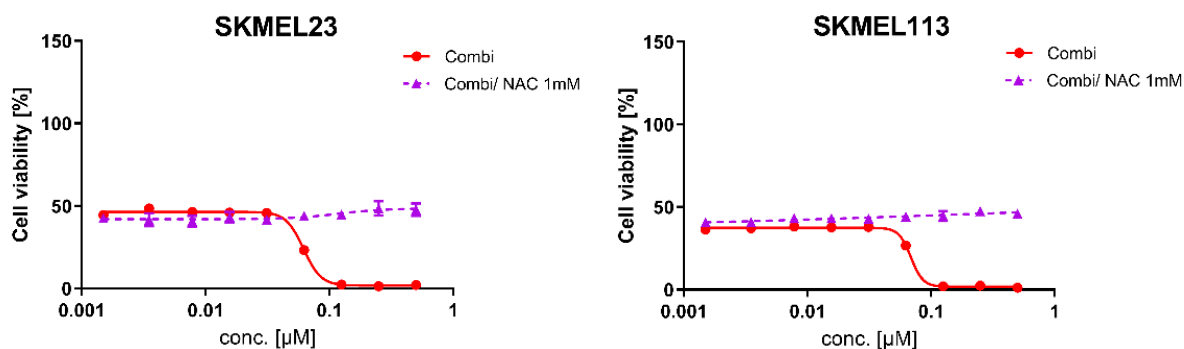 SKMEL23
150
100
50
0
Cell viability [%]
0.001
0.01
0.1
1
conc. [µM]
Combi
Combi/ NAC 1mM
SKMEL113
150
100
50
0
Cell viability [%]
0.001
0.01
0.1
1
conc. [µM]
Combi
Combi/ NAC 1mM